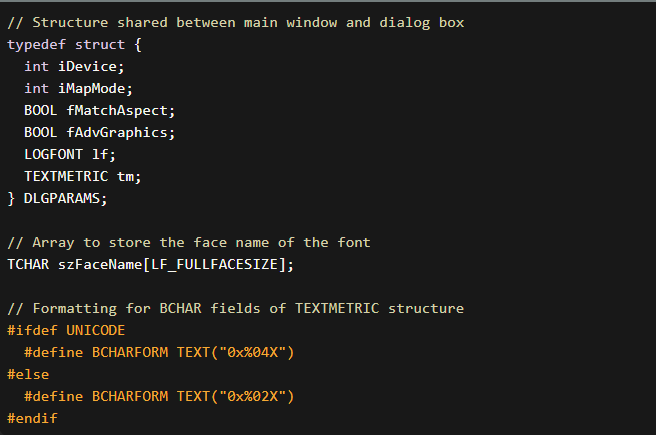 // Structure shared between main window and dialog box
typedef struct {
  int iDevice;
  int iMapMode;
  BOOL fMatchAspect;
  BOOL fAdvGraphics;
  LOGFONT lf;
  TEXTMETRIC tm;
} DLGPARAMS;

// Array to store the face name of the font
TCHAR szFaceName[LF_FULLFACESIZE];

// Formatting for BCHAR fields of TEXTMETRIC structure
#ifdef UNICODE
  #define BCHARFORM TEXT("0x%04X")
#else
  #define BCHARFORM TEXT("0x%02X")
#endif